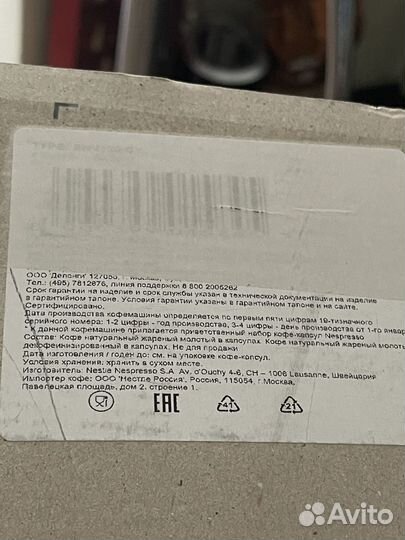 ООО "Делонги" 127055, г. Москва,
Тел.: (495) 7812676, линия поддержки 8 800 2005262
Срок гарантии на изделие и срок службы указан в технической документации на изделие
в гарантийном талоне. Условия гарантии указаны в гарантийном талоне и на сайте.
Сертифицировано.
Дата производства кофемашины определяется по первым пяти цифрам 19-тизначного
серийного номера: 1-2 цифры - год производства, 3-4 цифры - день производства от 1-го январ
* К данной кофемашине прилагается приветственный набор кофе-капсул Nespresso
Состав: Кофе натуральный жареный молотый в капсулах. Кофе натуральный жареный молоты
декофеинизированный в капсулах. Не для продажи
Дата изготовления / годен до: см. на упаковке кофе-капсул.
Условия хранения: хранить в сухом месте.
Изготовитель: Nestle Nespresso S.A. Av. d'Ouchy 4-6, CH – 1006 Lausanne, Швейцария
Импортер кофе: ООО "Нестле Россия", Россия, 115054, г.Москва,
Павелецкая площадь, дом 2, строение 1.
EAC 41 21
Avito